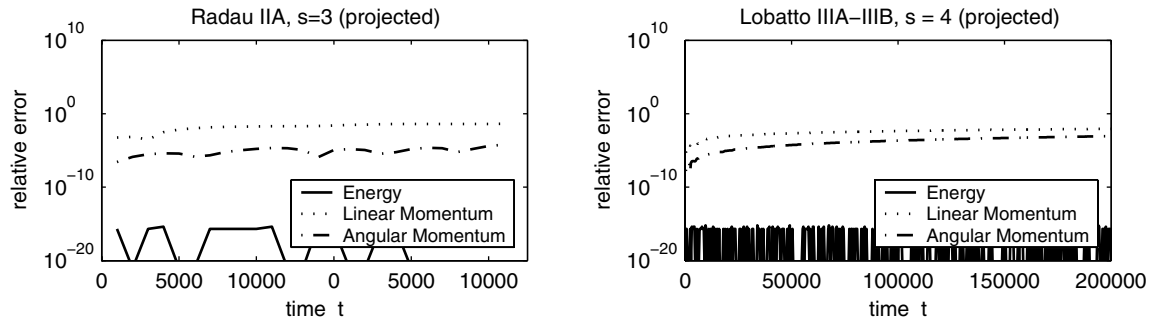 Radau IIA, s=3 (projected)
10^10
10^0
10^−10
10^−20
relative error
Energy
Linear Momentum
Angular Momentum
0 5000 10000 0 5000 10000
time t
Lobatto IIIA−IIIB, s = 4 (projected)
10^10
10^0
10^−10
10^−20
relative error
Energy
Linear Momentum
Angular Momentum
0 50000 100000 150000 200000
time t